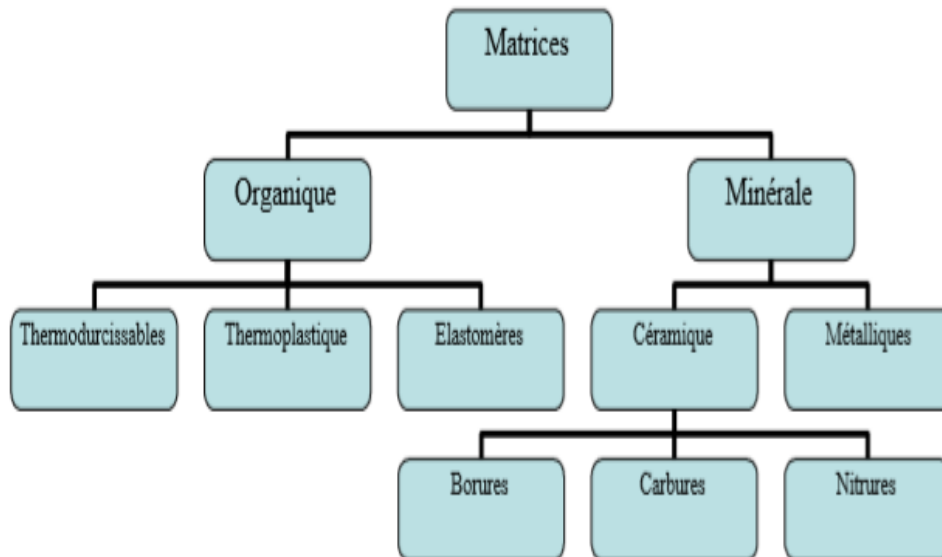 Matrices
Organique
Minérale
Thermodurcissables
Thermoplastique
Elastomères
Céramique
Métalliques
Borures
Carbures
Nitrures